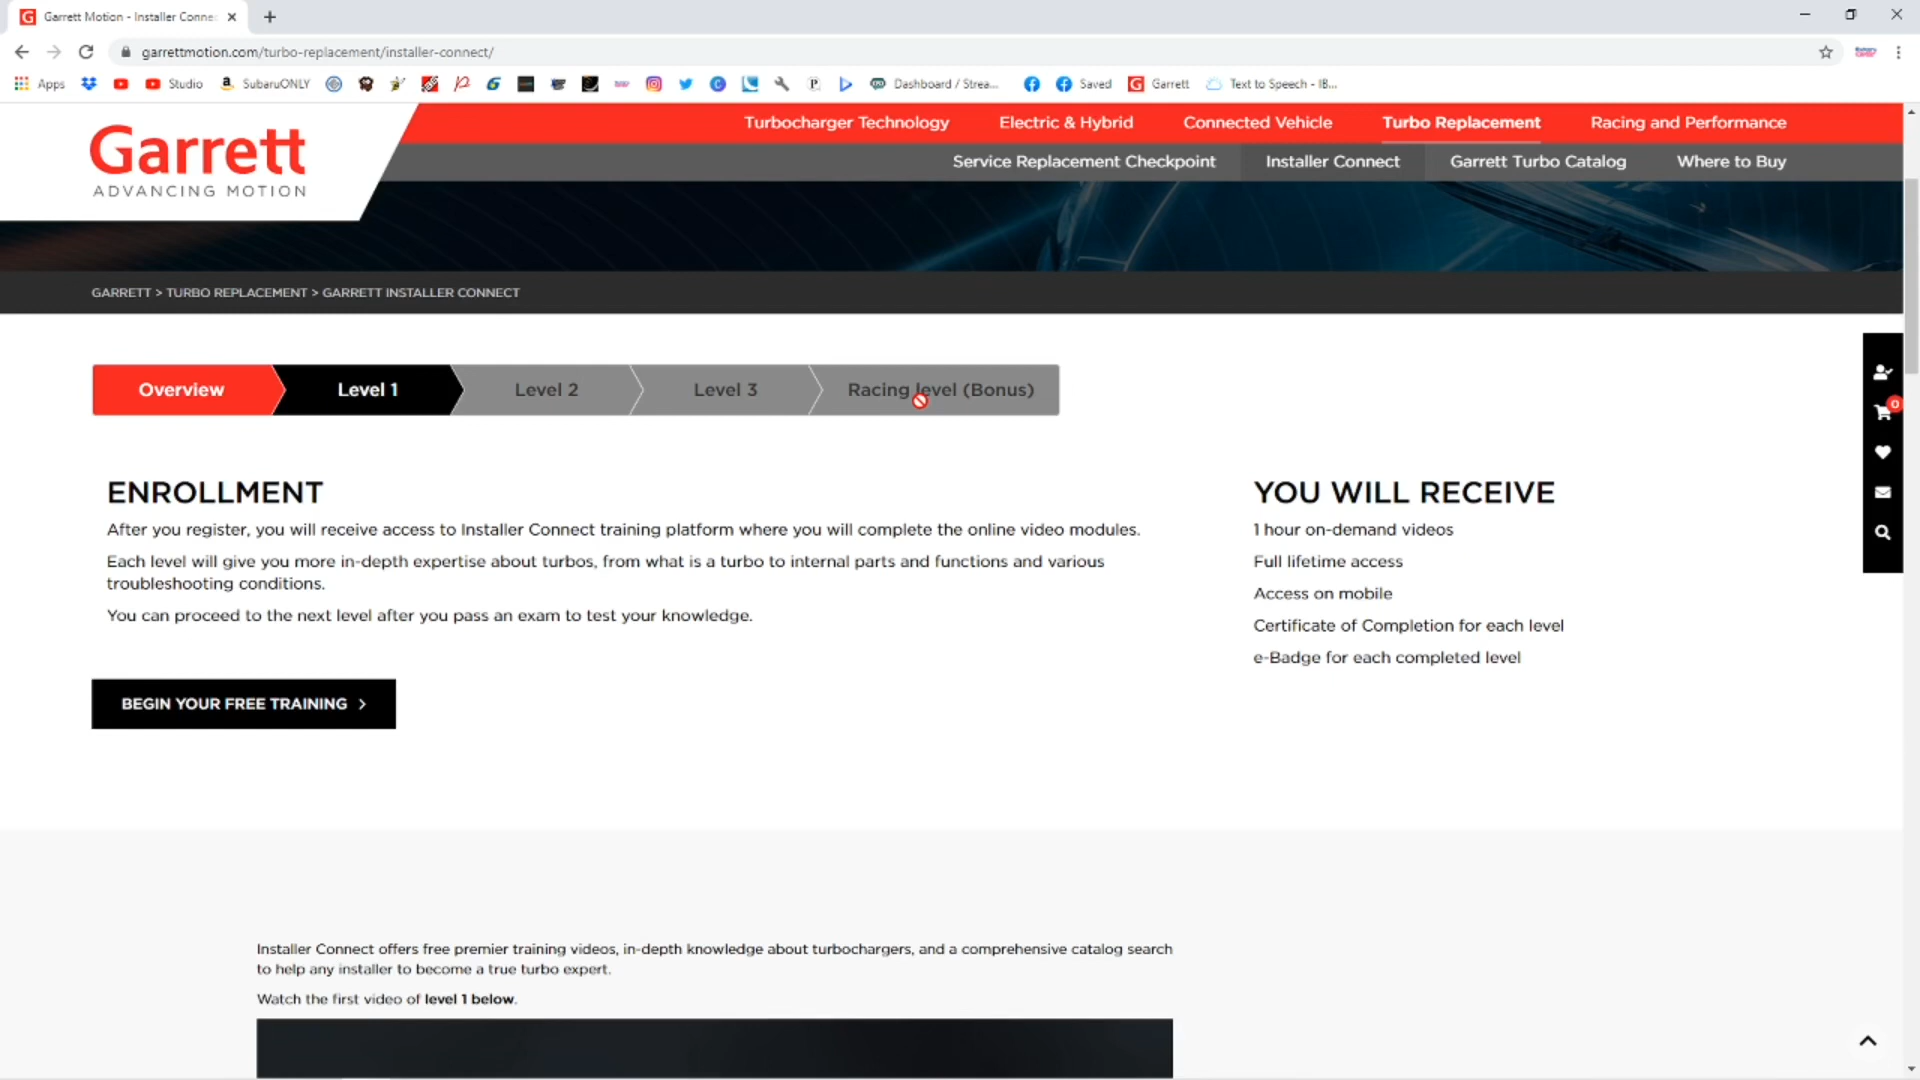 Garrett Motion - Installer Conne
garrettmotion.com/turbo-replacement/installer-connect/
Apps
Studio
SubaruONLY
Dashboard / Strea...
Saved
Garrett
Text to Speech - IB...
Garrett
ADVANCING MOTION
Turbocharger Technology
Electric & Hybrid
Connected Vehicle
Turbo Replacement
Racing and Performance
Service Replacement Checkpoint
Installer Connect
Garrett Turbo Catalog
Where to Buy
GARRETT > TURBO REPLACEMENT > GARRETT INSTALLER CONNECT
Overview
Level 1
Level 2
Level 3
Racing level (Bonus)
0
ENROLLMENT
After you register, you will receive access to Installer Connect training platform where you will complete the online video modules.
Each level will give you more in-depth expertise about turbos, from what is a turbo to internal parts and functions and various
troubleshooting conditions.
You can proceed to the next level after you pass an exam to test your knowledge.
BEGIN YOUR FREE TRAINING >
YOU WILL RECEIVE
1 hour on-demand videos
Full lifetime access
Access on mobile
Certificate of Completion for each level
e-Badge for each completed level
Installer Connect offers free premier training videos, in-depth knowledge about turbochargers, and a comprehensive catalog search
to help any installer to become a true turbo expert.
Watch the first video of level 1 below.